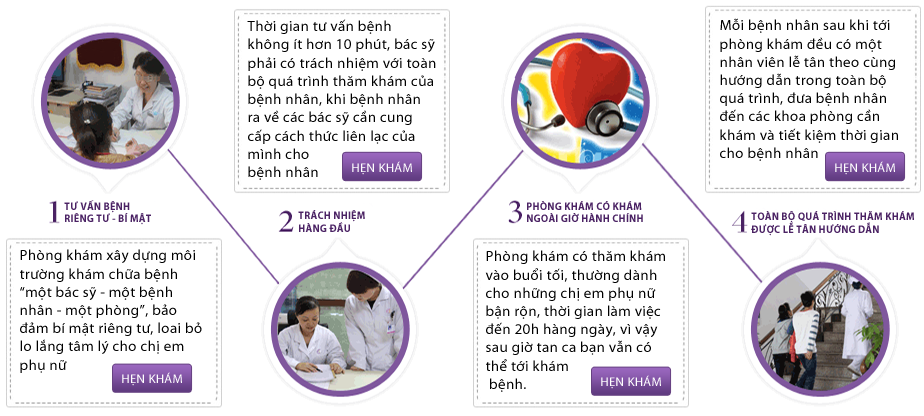 1 TƯ VẤN BỆNH
RIÊNG TƯ - BÍ MẬT
Phòng khám xây dựng môi
trường khám chữa bệnh
“một bác sỹ - một bệnh
nhân - một phòng”, bảo
đảm bí mật riêng tư, loai bỏ
lo lắng tâm lý cho chị em
phụ nữ
HẸN KHÁM
Thời gian tư vấn bệnh
không ít hơn 10 phút, bác sỹ
phải có trách nhiệm với toàn
bộ quá trình thăm khám của
bệnh nhân, khi bệnh nhân
ra về các bác sỹ cần cung
cấp cách thức liên lạc của
mình cho
bệnh nhân
HẸN KHÁM
2 TRÁCH NHIỆM
HÀNG ĐẦU
3 PHÒNG KHÁM CÓ KHÁM
NGOÀI GIỜ HÀNH CHÍNH
Phòng khám có thăm khám
vào buổi tối, thường dành
cho những chị em phụ nữ
bận rộn, thời gian làm việc
đến 20h hàng ngày, vì vậy
sau giờ tan ca bạn vẫn có
thể tới khám
bệnh.
HẸN KHÁM
Mỗi bệnh nhân sau khi tới
phòng khám đều có một
nhân viên lễ tân theo cùng
hướng dẫn trong toàn bộ
quá trình, đưa bệnh nhân
đến các khoa phòng cần
khám và tiết kiệm thời gian
cho bệnh nhân
HẸN KHÁM
4 TOÀN BỘ QUÁ TRÌNH THĂM KHÁM
ĐƯỢC LỄ TÂN HƯỚNG DẪN